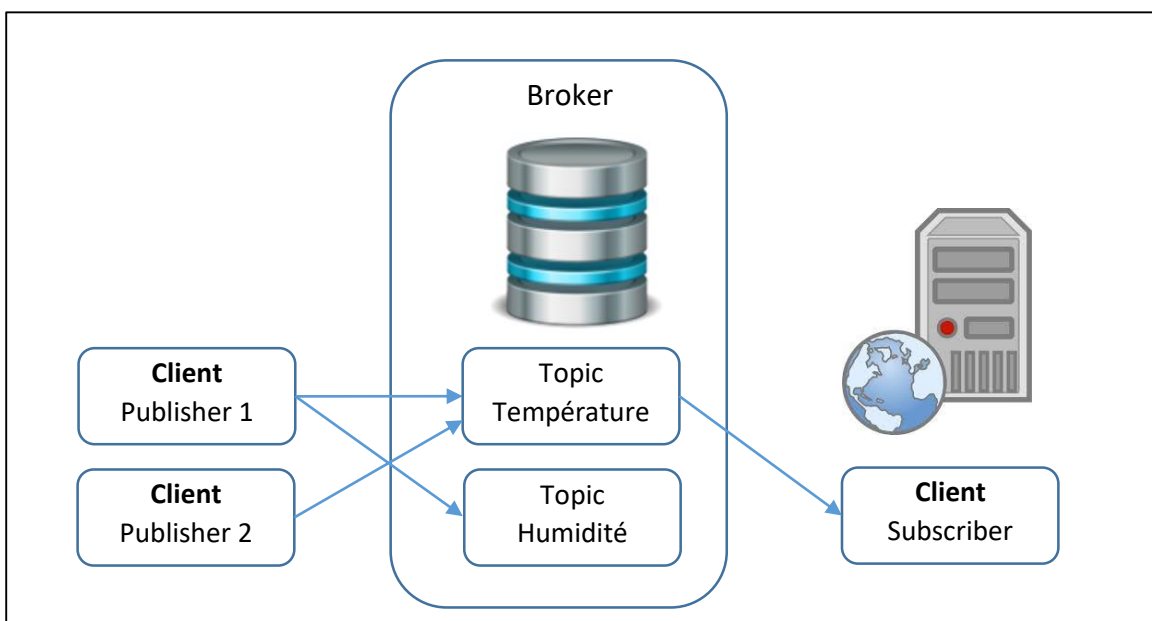 Broker
Client
Publisher 1
Topic
Température
Client
Publisher 2
Topic
Humidité
Client
Subscriber